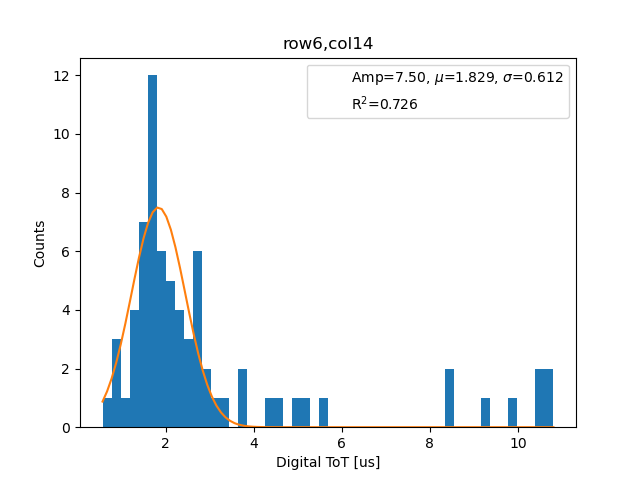 row6,col14
Amp=7.50, μ=1.829, σ=0.612
R²=0.726
12
10
8
6
4
2
0
Counts
2 4 6 8 10
Digital ToT [us]